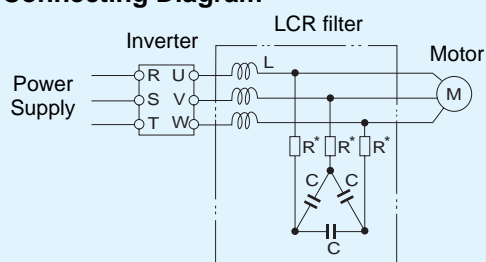 Connecting Diagram
LCR filter
Inverter
Motor
Power
Supply
R U
S V
T W
L
M
R* R* R*
C C
C